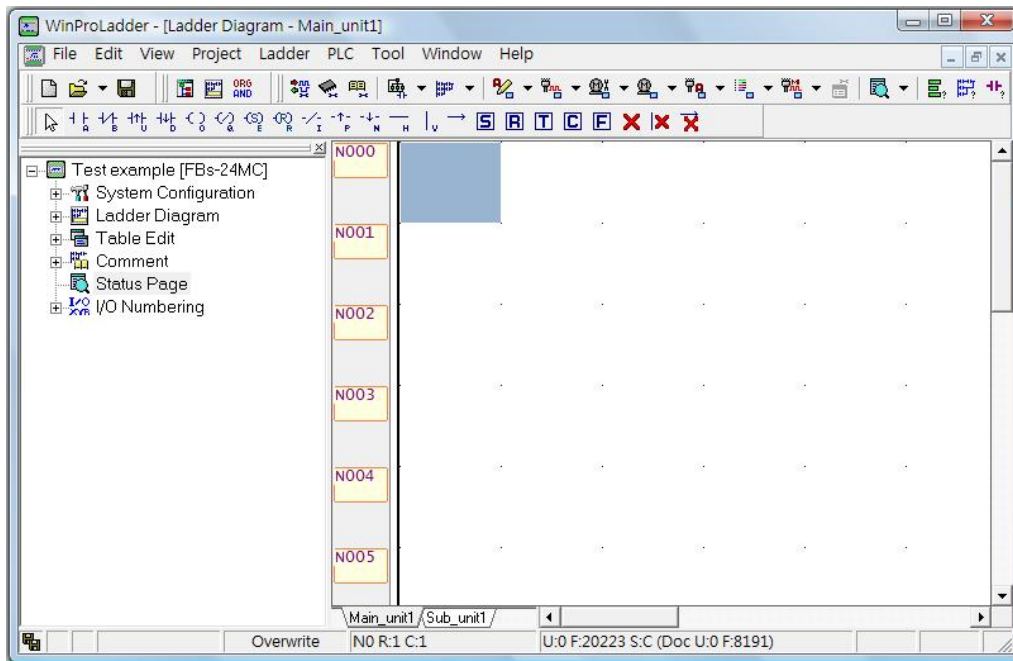 WinProLadder - [Ladder Diagram - Main_unit1]
File Edit View Project Ladder PLC Tool Window Help
ORG
AND
A B U D O Q E R I P N H V S R T C F
Test example [FBs-24MC]
System Configuration
Ladder Diagram
Table Edit
Comment
Status Page
I/O Numbering
N000
N001
N002
N003
N004
N005
Main_unit1 Sub_unit1
Overwrite N0 R:1 C:1 U:0 F:20223 S:C (Doc U:0 F:8191)